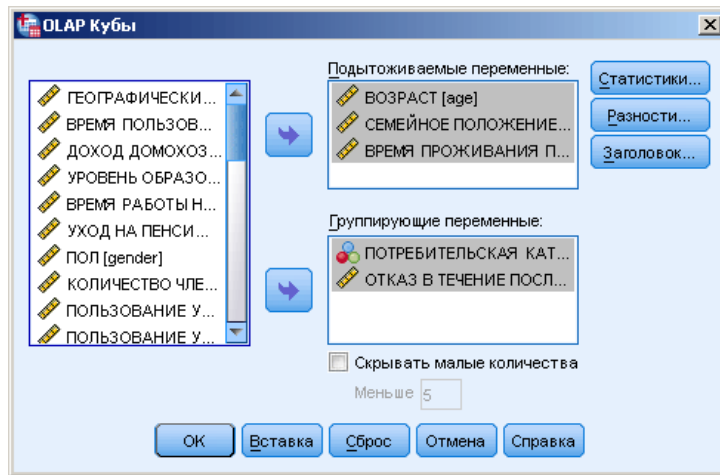 OLAP Кубы
ГЕОГРАФИЧЕСКИ...
ВРЕМЯ ПОЛЬЗОВ...
ДОХОД ДОМОХОЗ...
УРОВЕНЬ ОБРАЗО...
ВРЕМЯ РАБОТЫ Н...
УХОД НА ПЕНСИ...
ПОЛ [gender]
КОЛИЧЕСТВО ЧЛЕ...
ПОЛЬЗОВАНИЕ У...
ПОЛЬЗОВАНИЕ У...
Подытоживаемые переменные:
ВОЗРАСТ [age]
СЕМЕЙНОЕ ПОЛОЖЕНИЕ...
ВРЕМЯ ПРОЖИВАНИЯ П...
Группирующие переменные:
ПОТРЕБИТЕЛЬСКАЯ КАТ...
ОТКАЗ В ТЕЧЕНИЕ ПОСЛ...
Скрывать малые количества
Меньше 5
Статистики...
Разности...
Заголовок...
ОК
Вставка
Сброс
Отмена
Справка